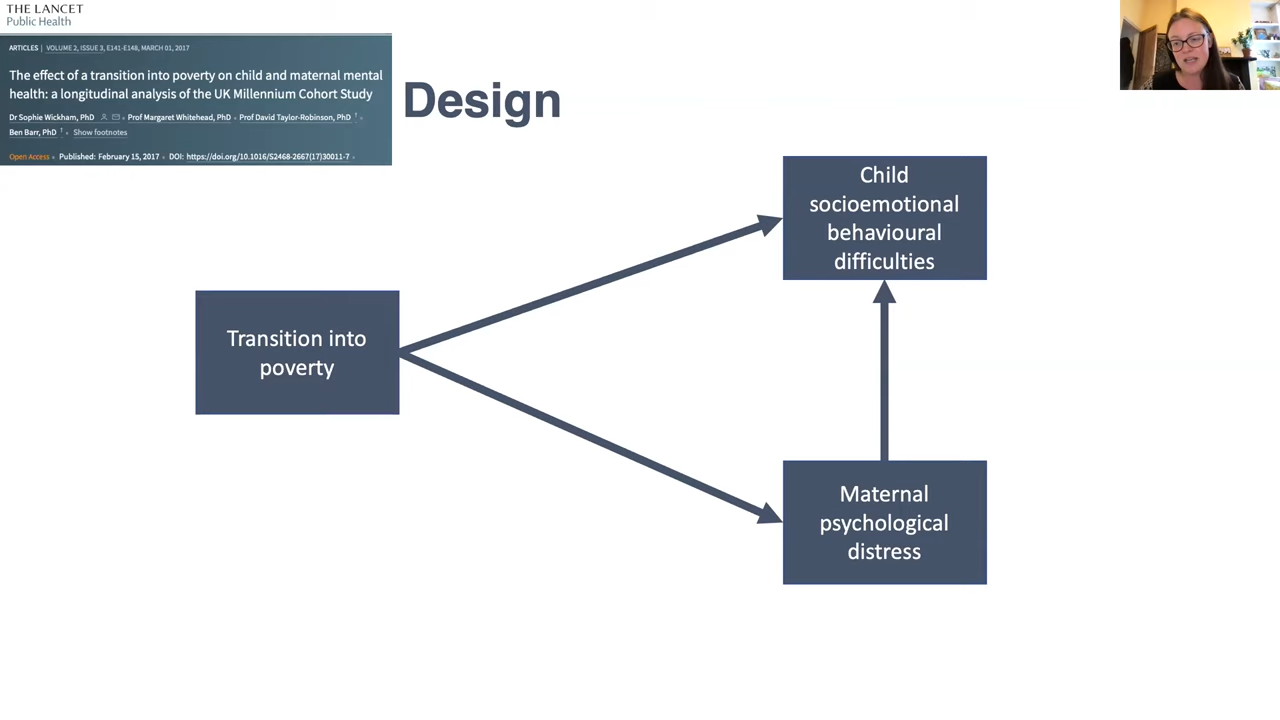 THE LANCET
Public Health
ARTICLES | VOLUME 2, ISSUE 3, E141-E148, MARCH 01, 2017
The effect of a transition into poverty on child and maternal mental
health: a longitudinal analysis of the UK Millennium Cohort Study
Dr Sophie Wickham, PhD • Prof Margaret Whitehead, PhD • Prof David Taylor-Robinson, PhD † •
Ben Barr, PhD † • Show footnotes
Open Access • Published: February 15, 2017 • DOI: https://doi.org/10.1016/S2468-2667(17)30011-7 •
Design
Child
socioemotional
behavioural
difficulties
Transition into
poverty
Maternal
psychological
distress